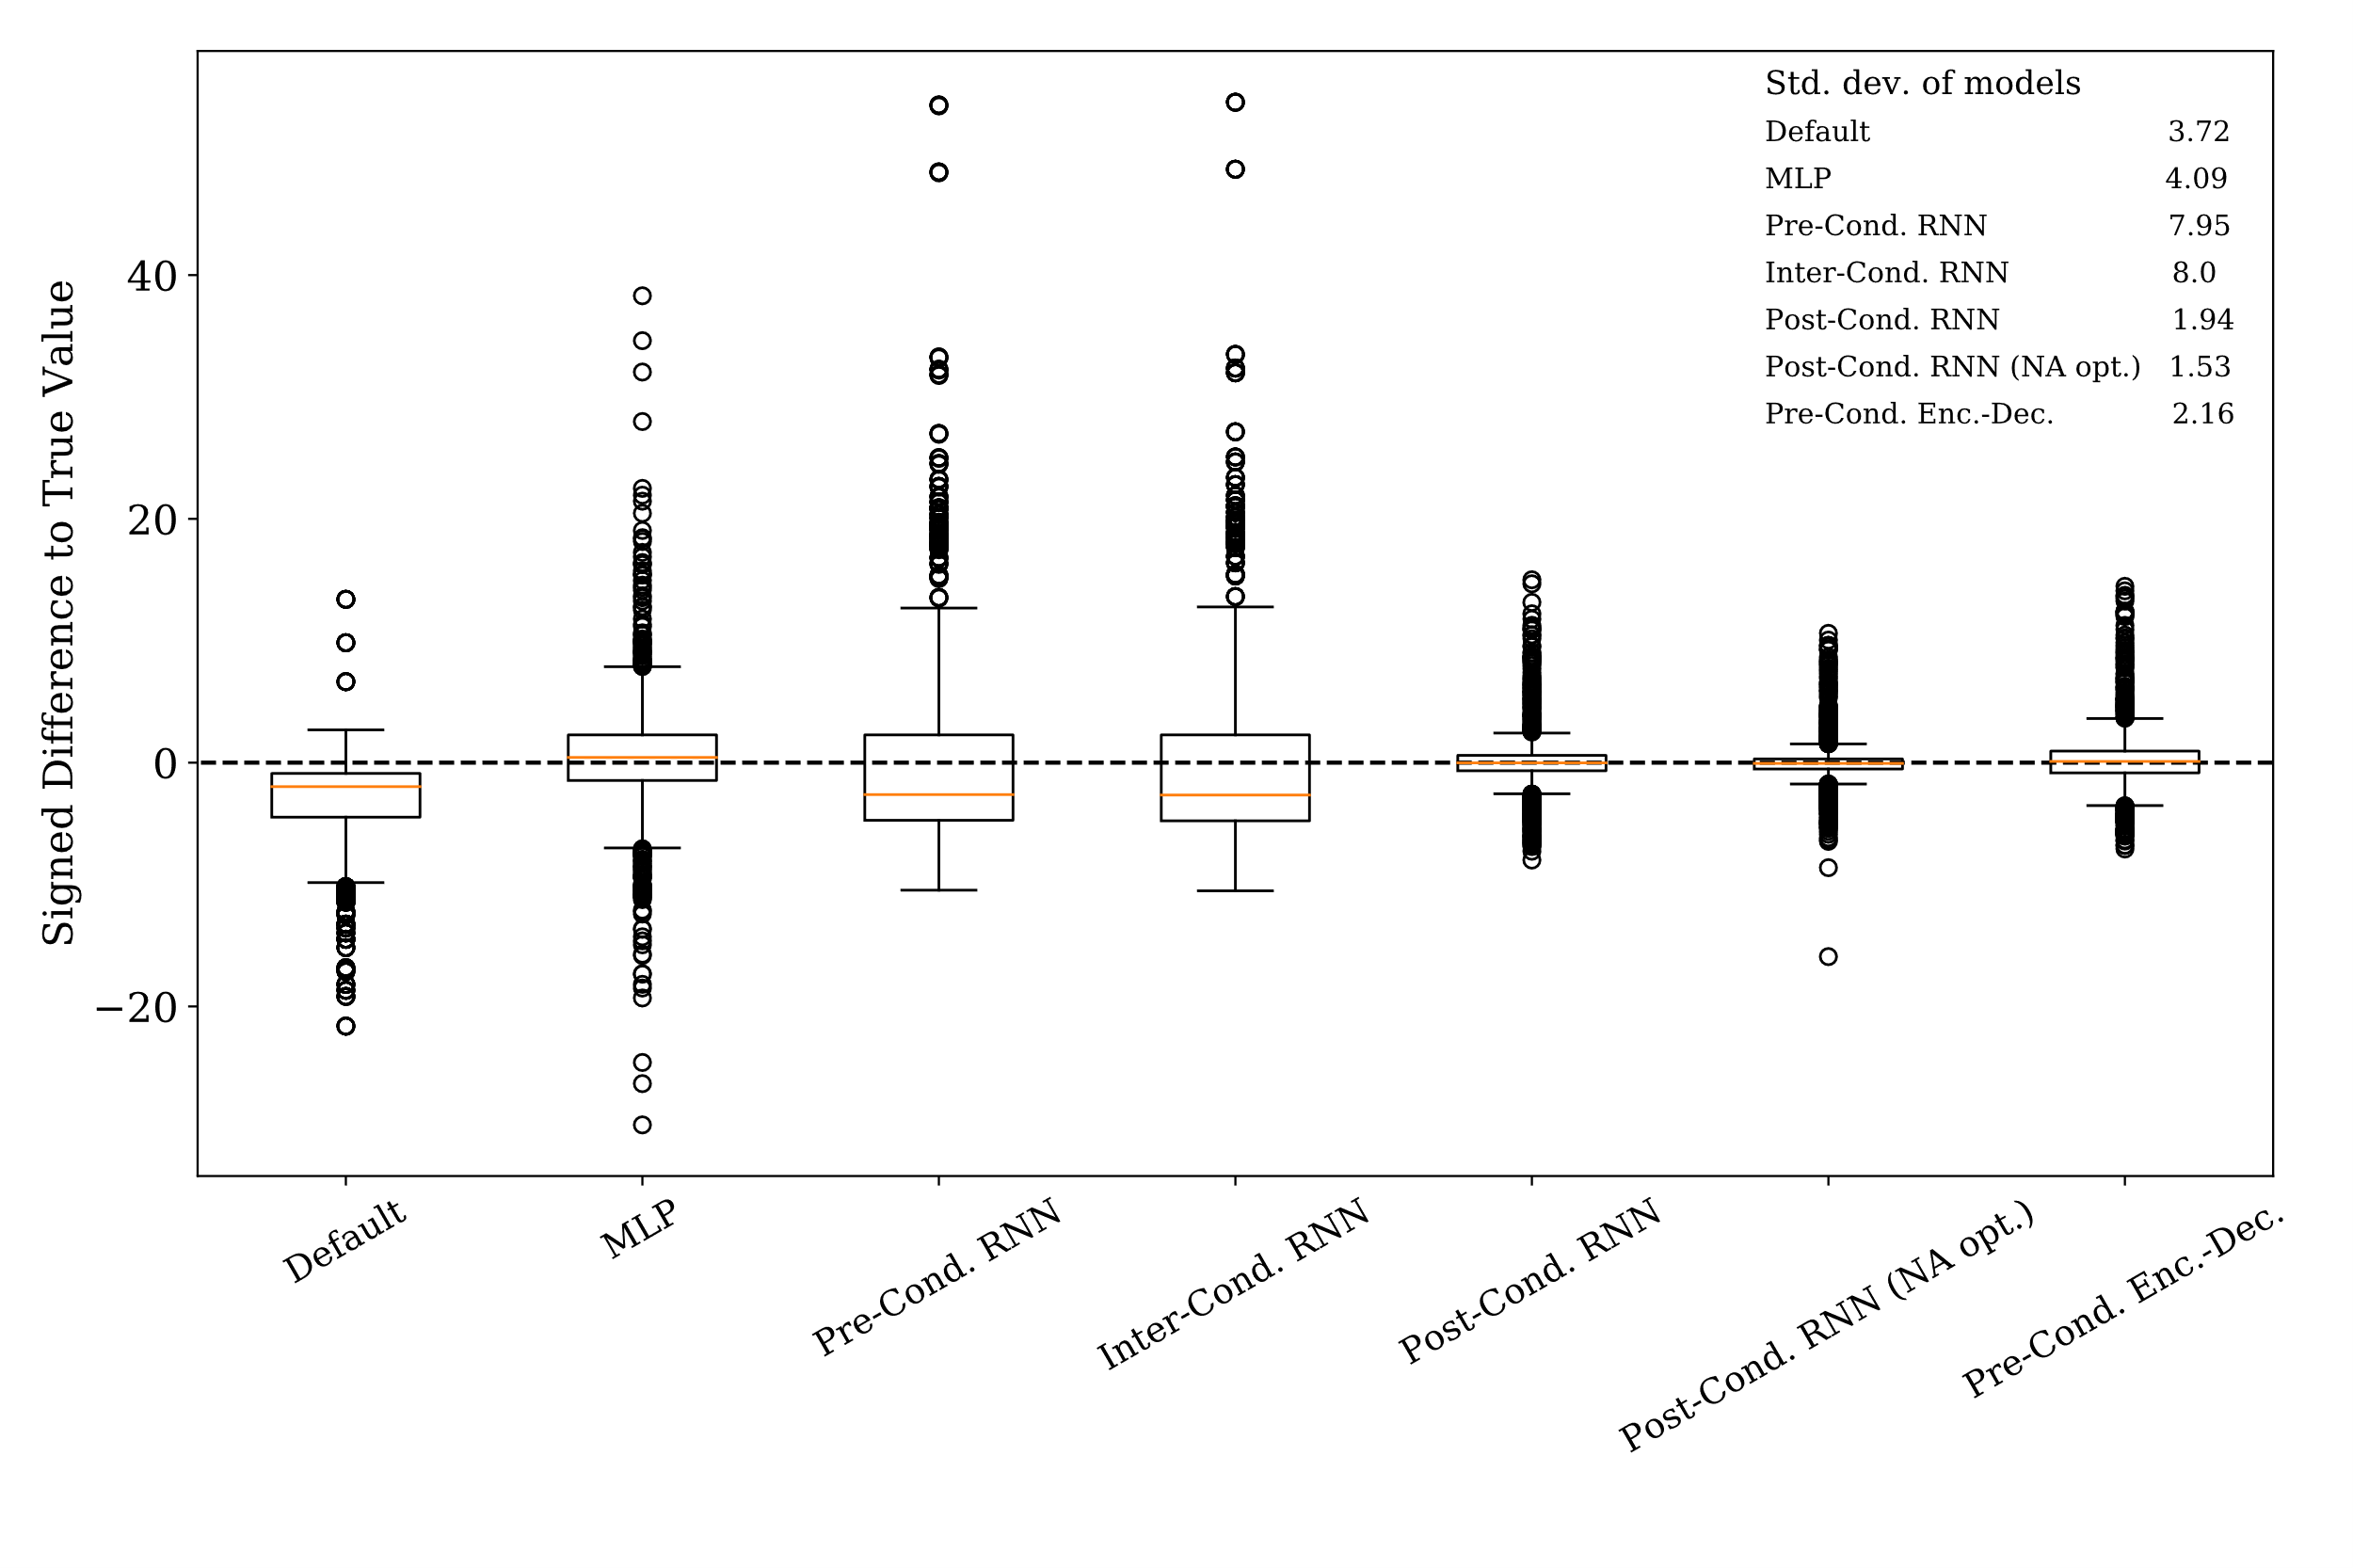 Signed Difference to True Value
40
20
0
−20
Std. dev. of models
Default 3.72
MLP 4.09
Pre-Cond. RNN 7.95
Inter-Cond. RNN 8.0
Post-Cond. RNN 1.94
Post-Cond. RNN (NA opt.) 1.53
Pre-Cond. Enc.-Dec. 2.16
Default
MLP
Pre-Cond. RNN
Inter-Cond. RNN
Post-Cond. RNN
Post-Cond. RNN (NA opt.)
Pre-Cond. Enc.-Dec.